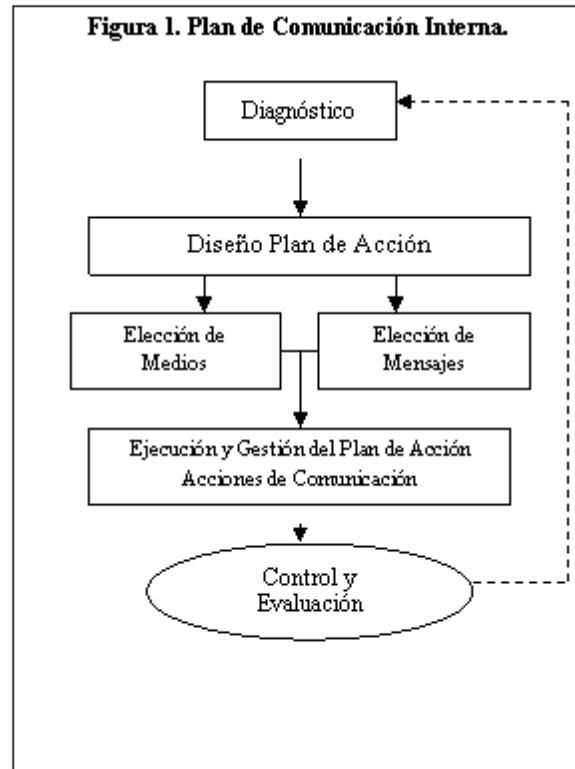 Figura 1. Plan de Comunicación Interna.
Diagnóstico
Diseño Plan de Acción
Elección de
Medios
Elección de
Mensajes
Ejecución y Gestión del Plan de Acción
Acciones de Comunicación
Control y
Evaluación